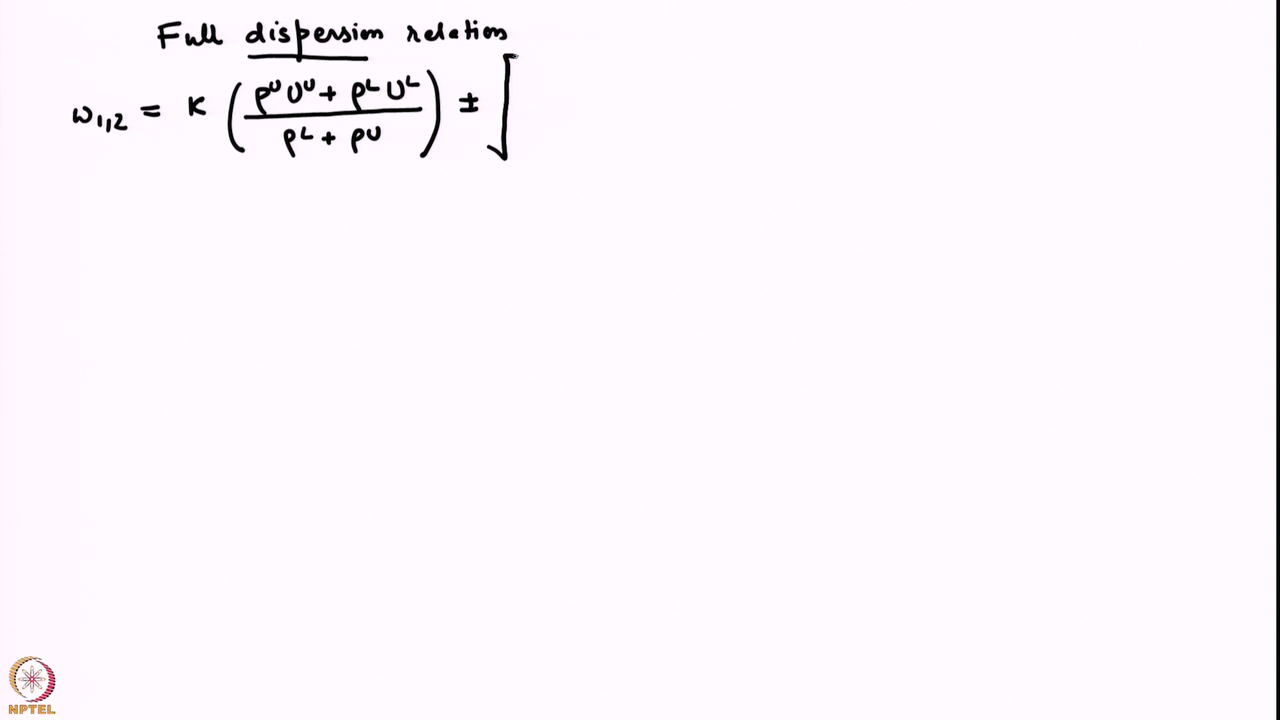 Full dispersion relation
ω₁,₂ = K ( (ρᵁ Uᵁ + ρᴸ Uᴸ) / (ρᴸ + ρᵁ) ) ± √
NPTEL